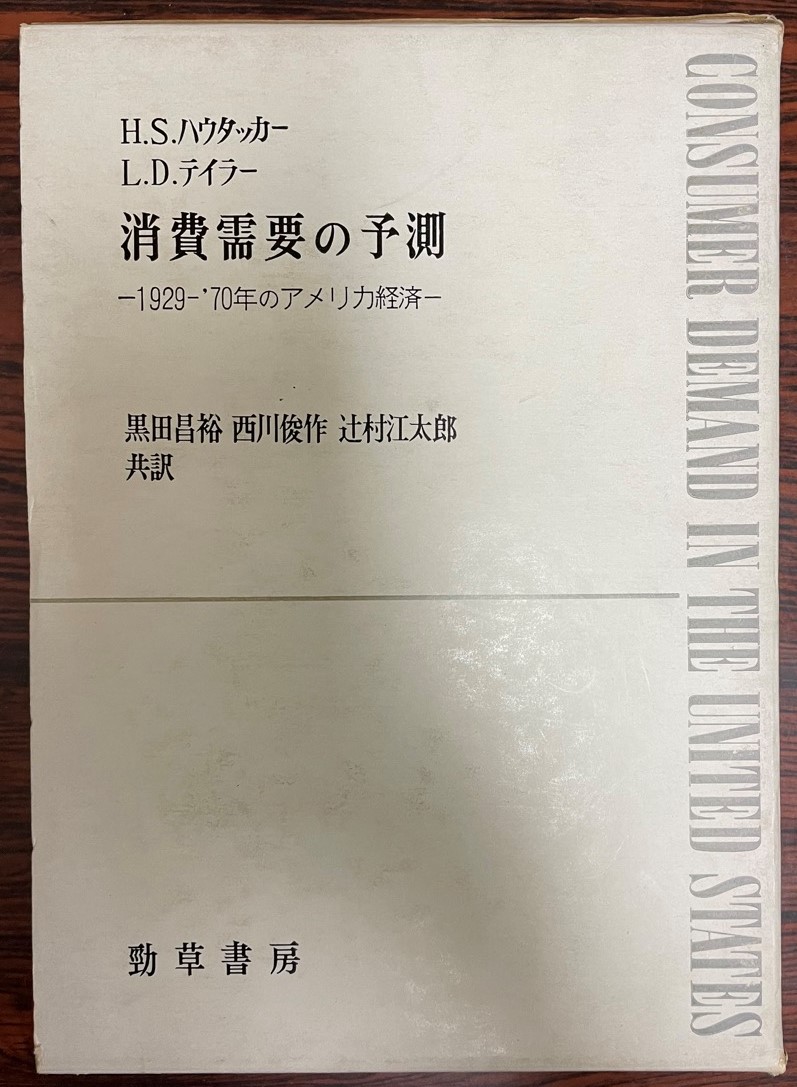 H.S.ハウタッカー
L.D.テイラー
消費需要の予測
－1929－'70年のアメリカ経済－
黒田昌裕 西川俊作 辻村江太郎
共訳
勁草書房
CONSUMER DEMAND IN THE UNITED STATES